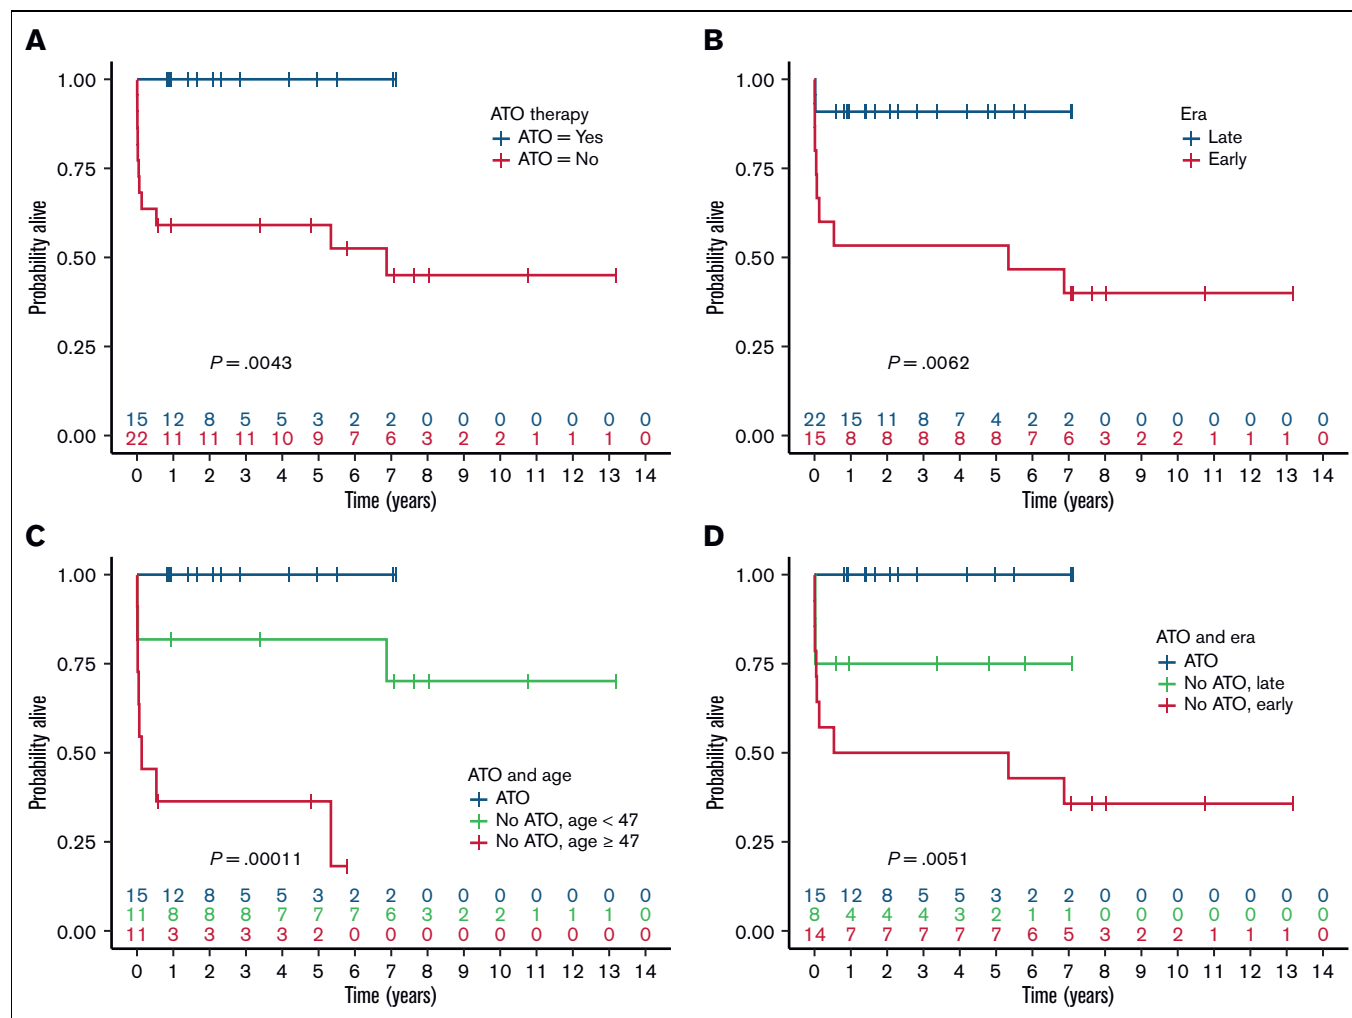 A
1.00
0.75
0.50
0.25
0.00
Probability alive
ATO therapy
ATO = Yes
ATO = No
P = .0043
15 12 8 5 5 3 2 2 0 0 0 0 0 0 0
22 11 11 11 10 9 7 6 3 2 2 1 1 1 0
0 1 2 3 4 5 6 7 8 9 10 11 12 13 14
Time (years)
B
1.00
0.75
0.50
0.25
0.00
Probability alive
Era
Late
Early
P = .0062
22 15 11 8 7 4 2 2 0 0 0 0 0 0 0
15 8 8 8 8 8 7 6 3 2 2 1 1 1 0
0 1 2 3 4 5 6 7 8 9 10 11 12 13 14
Time (years)
C
1.00
0.75
0.50
0.25
0.00
Probability alive
ATO and age
ATO
No ATO, age < 47
No ATO, age ≥ 47
P = .00011
15 12 8 5 5 3 2 2 0 0 0 0 0 0 0
11 8 8 8 7 7 7 6 3 2 2 1 1 1 0
11 3 3 3 3 2 0 0 0 0 0 0 0 0 0
0 1 2 3 4 5 6 7 8 9 10 11 12 13 14
Time (years)
D
1.00
0.75
0.50
0.25
0.00
Probability alive
ATO and era
ATO
No ATO, late
No ATO, early
P = .0051
15 12 8 5 5 3 2 2 0 0 0 0 0 0 0
8 4 4 4 3 2 1 1 0 0 0 0 0 0 0
14 7 7 7 7 7 6 5 3 2 2 1 1 1 0
0 1 2 3 4 5 6 7 8 9 10 11 12 13 14
Time (years)